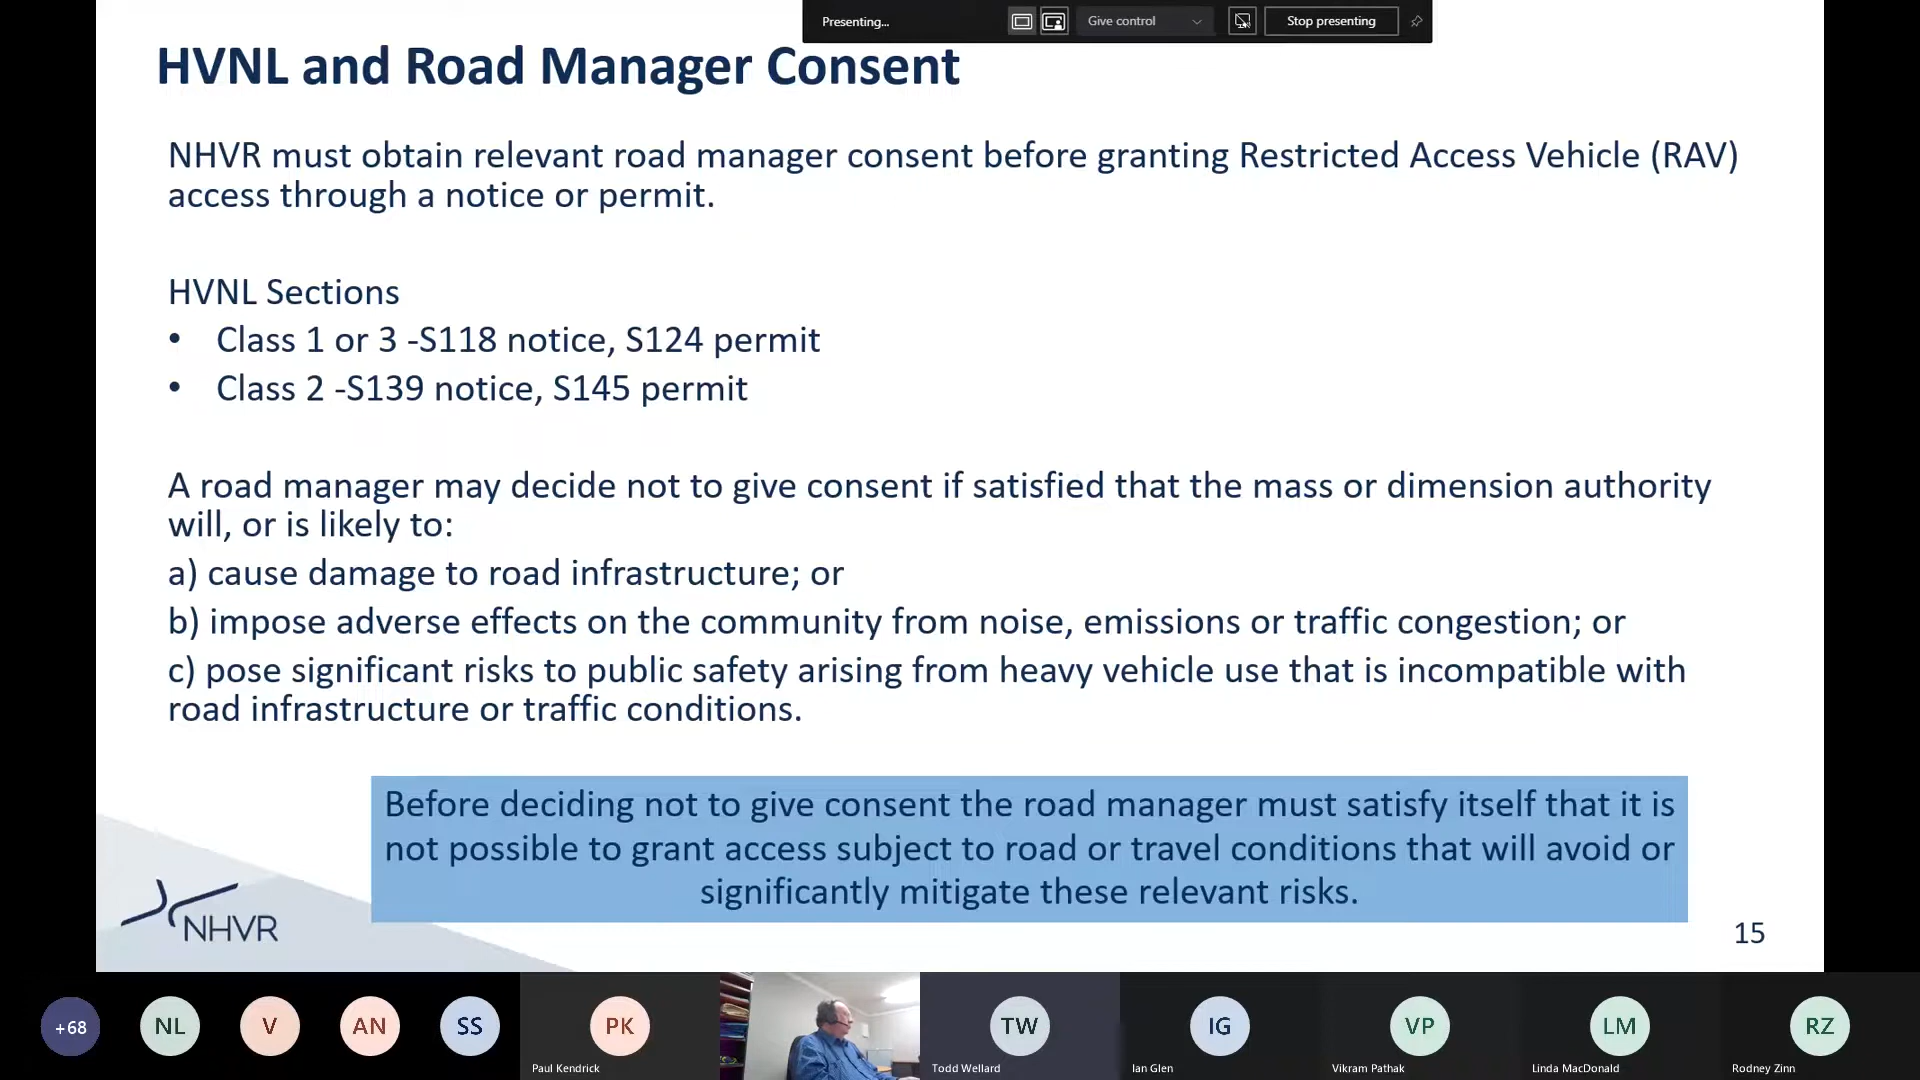 Presenting...
Give control
Stop presenting
HVNL and Road Manager Consent
NHVR must obtain relevant road manager consent before granting Restricted Access Vehicle (RAV)
access through a notice or permit.
HVNL Sections
• Class 1 or 3 -S118 notice, S124 permit
• Class 2 -S139 notice, S145 permit
A road manager may decide not to give consent if satisfied that the mass or dimension authority
will, or is likely to:
a) cause damage to road infrastructure; or
b) impose adverse effects on the community from noise, emissions or traffic congestion; or
c) pose significant risks to public safety arising from heavy vehicle use that is incompatible with
road infrastructure or traffic conditions.
Before deciding not to give consent the road manager must satisfy itself that it is
not possible to grant access subject to road or travel conditions that will avoid or
significantly mitigate these relevant risks.
NHVR
15
+68
NL
V
AN
SS
PK
Paul Kendrick
TW
Todd Wellard
IG
Ian Glen
VP
Vikram Pathak
LM
Linda MacDonald
RZ
Rodney Zinn